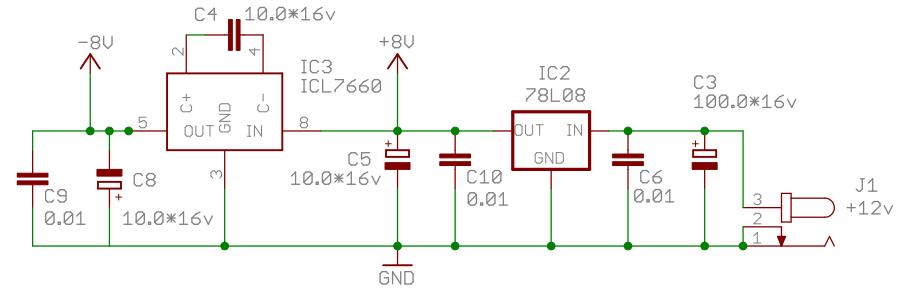 C4 10.0*16v
-8V
2
4
IC3
ICL7660
C+
GND
C-
5
OUT
IN
8
3
+8V
IC2
78L08
OUT
IN
GND
C3
100.0*16v
C9
0.01
C8
10.0*16v
C5
10.0*16v
C10
0.01
C6
0.01
J1
+12v
3
2
1
GND
+
+
+